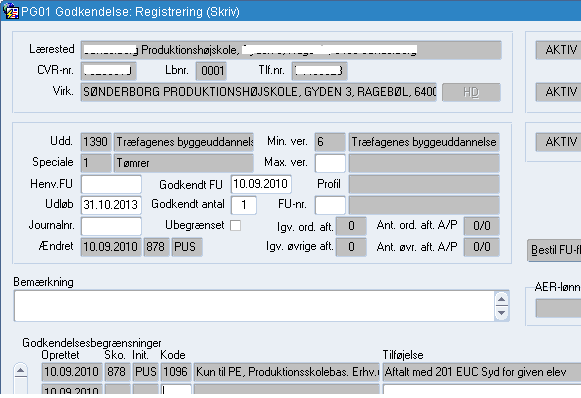 PG01 Godkendelse: Registrering (Skriv)
Lærested Produktionshøjskole, AKTIV
CVR-nr. Lbnr. 0001 Tlf.nr.
Virk. SØNDERBORG PRODUKTIONSHØJSKOLE, GYDEN 3, RAGEBØL, 6400 HD AKTIV
Udd. 1390 Træfagenes byggeuddannels Min. ver. 6 Træfagenes byggeuddannelse AKTIV
Speciale 1 Tømrer Max. ver.
Henv.FU Godkendt FU 10.09.2010 Profil
Udløb 31.10.2013 Godkendt antal 1 FU-nr.
Journalnr. Ubegrænset Igv. ord. aft. 0 Ant. ord. aft. A/P 0/0
Ændret 10.09.2010 878 PUS Igv. øvrige aft. 0 Ant. øvr. aft. A/P 0/0
Bestil FU-f
Bemærkning
AER-lønn
Godkendelsesbegrænsninger
Oprettet Sko. Init. Kode Tilføjelse
10.09.2010 878 PUS 1096 Kun til PE, Produktionsskolebas. Erhv. Aftalt med 201 EUC Syd for given elev
10.09.2010